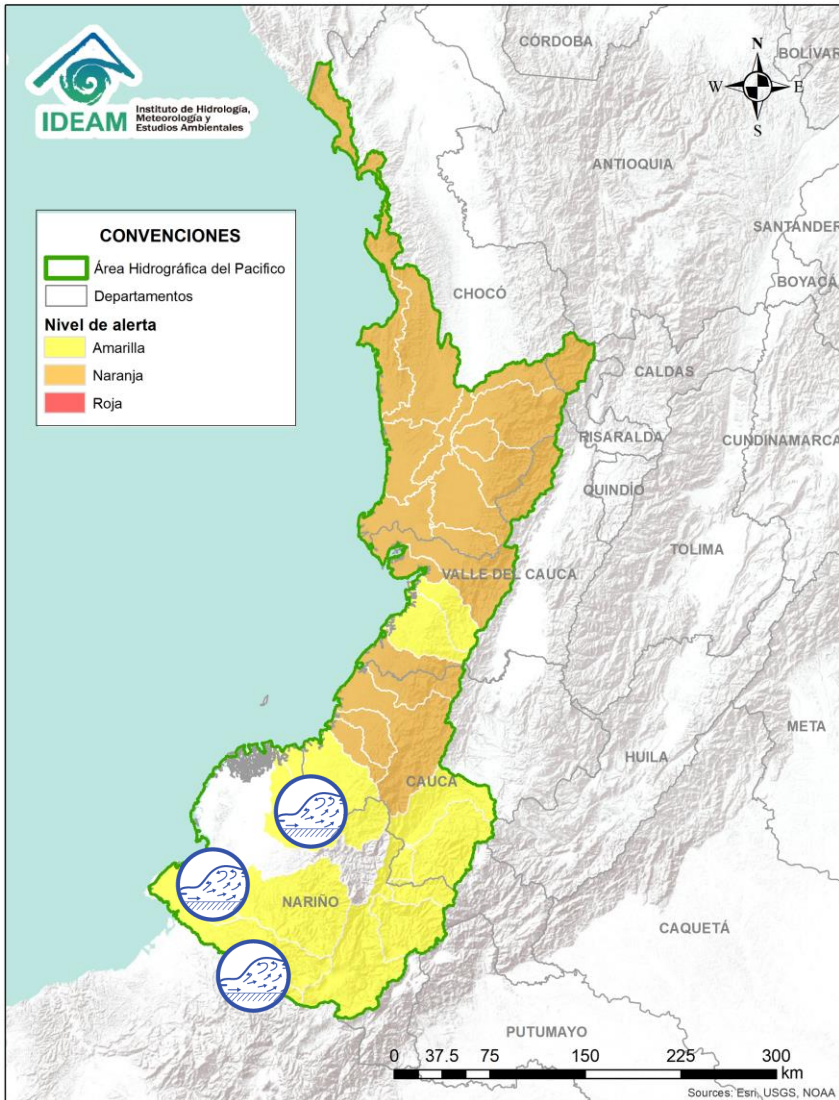 IDEAM
Instituto de Hidrología,
Meteorología y
Estudios Ambientales
CÓRDOBA
BOLÍVAR
N
W
E
S
ANTIOQUIA
SANTANDER
BOYACÁ
CONVENCIONES
Área Hidrográfica del Pacifico
Departamentos
Nivel de alerta
Amarilla
Naranja
Roja
CHOCÓ
CALDAS
RISARALDA
CUNDINAMARCA
QUINDÍO
TOLIMA
VALLE DEL CAUCA
META
HUILA
CAUCA
NARIÑO
CAQUETÁ
PUTUMAYO
0 37.5 75 150 225 300
km
Sources: Esri, USGS, NOAA